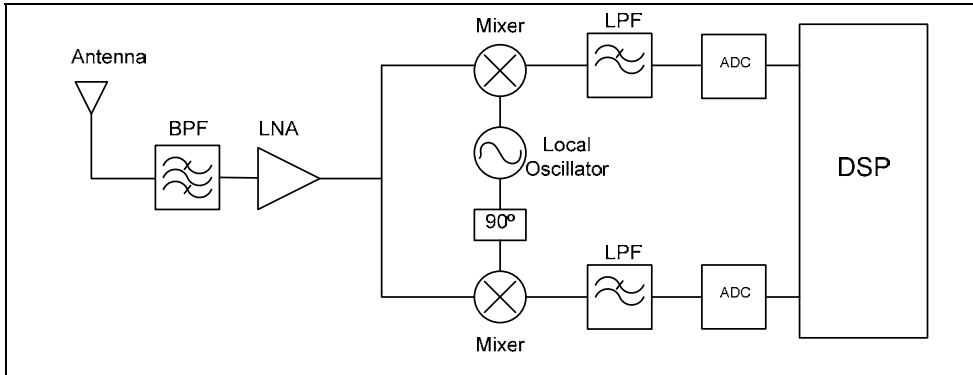 Antenna
BPF
LNA
Mixer
Local
Oscillator
90º
Mixer
LPF
ADC
LPF
ADC
DSP